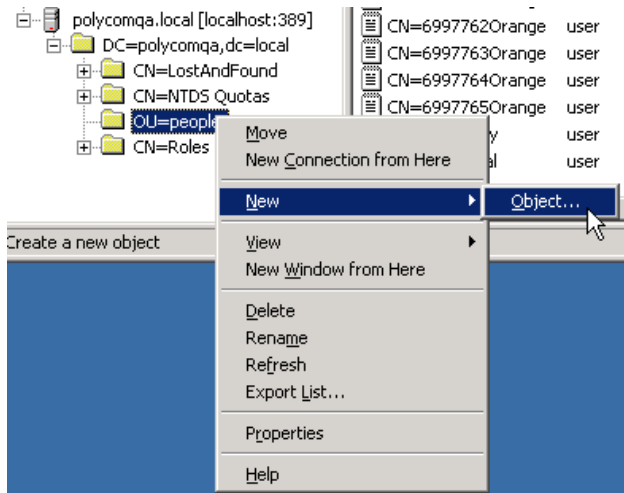 polycomqa.local [localhost:389]
DC=polycomqa,dc=local
CN=LostAndFound
CN=NTDS Quotas
OU=people
CN=Roles
CN=6997762Orange user
CN=6997763Orange user
CN=6997764Orange user
CN=6997765Orange user
y user
al user
Move
New Connection from Here
New
Object...
View
New Window from Here
Delete
Rename
Refresh
Export List...
Properties
Help
Create a new object